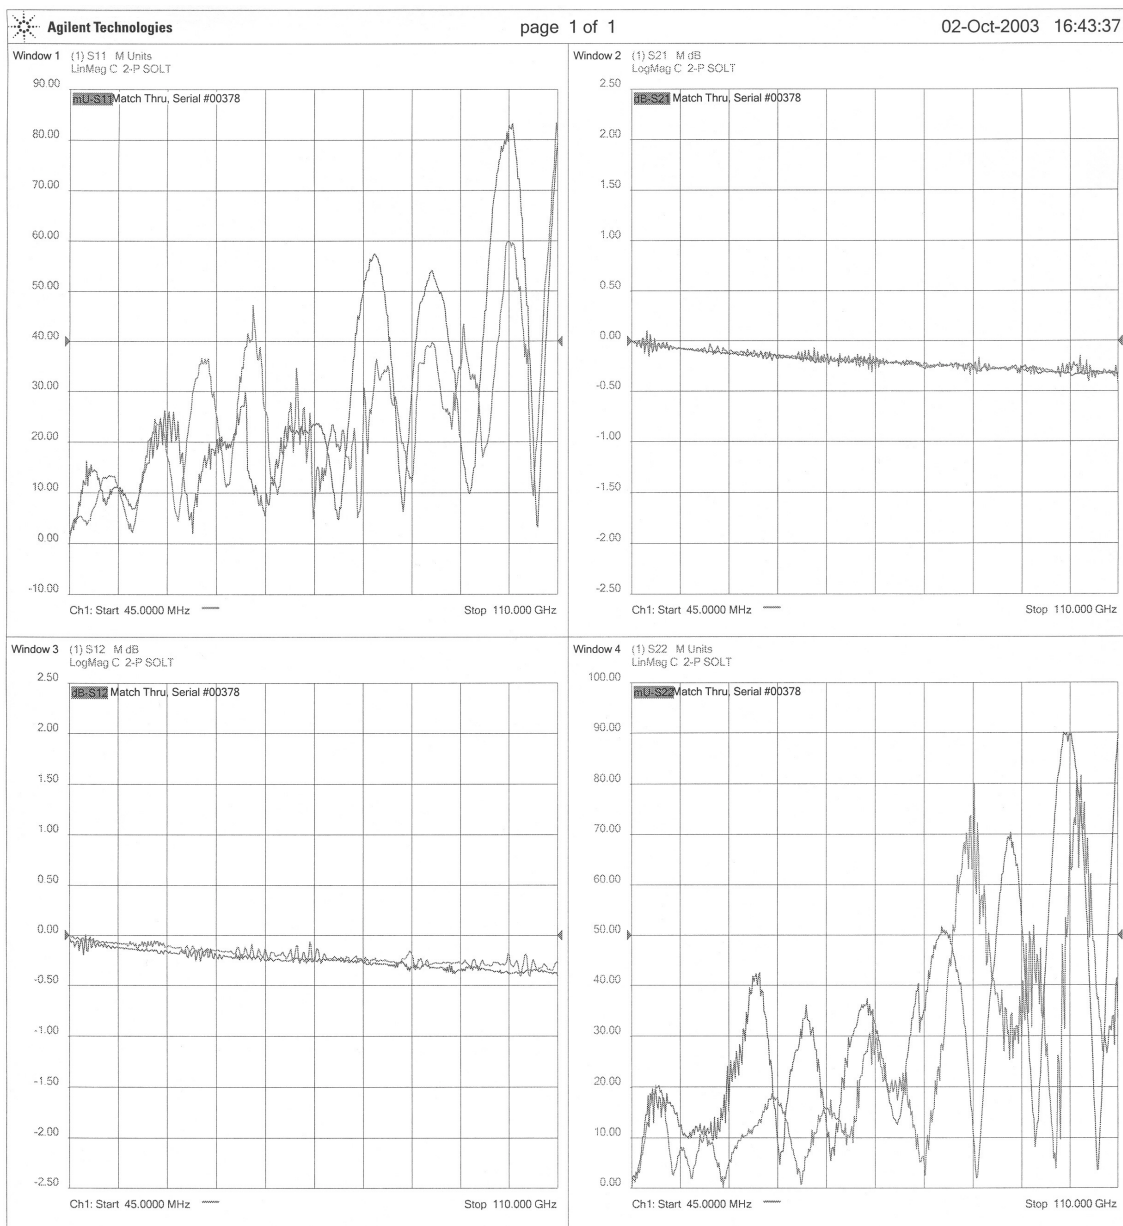 Agilent Technologies
page 1 of 1
02-Oct-2003 16:43:37
Window 1 (1) S11 M Units
LinMag C 2-P SOLT
90.00
mU-S11 Match Thru, Serial #00378
80.00
70.00
60.00
50.00
40.00
30.00
20.00
10.00
0.00
-10.00
Ch1: Start 45.0000 MHz
Stop 110.000 GHz
Window 2 (1) S21 M dB
LogMag C 2-P SOLT
2.50
dB-S21 Match Thru, Serial #00378
2.00
1.50
1.00
0.50
0.00
-0.50
-1.00
-1.50
-2.00
-2.50
Ch1: Start 45.0000 MHz
Stop 110.000 GHz
Window 3 (1) S12 M dB
LogMag C 2-P SOLT
2.50
dB-S12 Match Thru, Serial #00378
2.00
1.50
1.00
0.50
0.00
-0.50
-1.00
-1.50
-2.00
-2.50
Ch1: Start 45.0000 MHz
Stop 110.000 GHz
Window 4 (1) S22 M Units
LinMag C 2-P SOLT
100.00
mU-S22 Match Thru, Serial #00378
90.00
80.00
70.00
60.00
50.00
40.00
30.00
20.00
10.00
0.00
Ch1: Start 45.0000 MHz
Stop 110.000 GHz